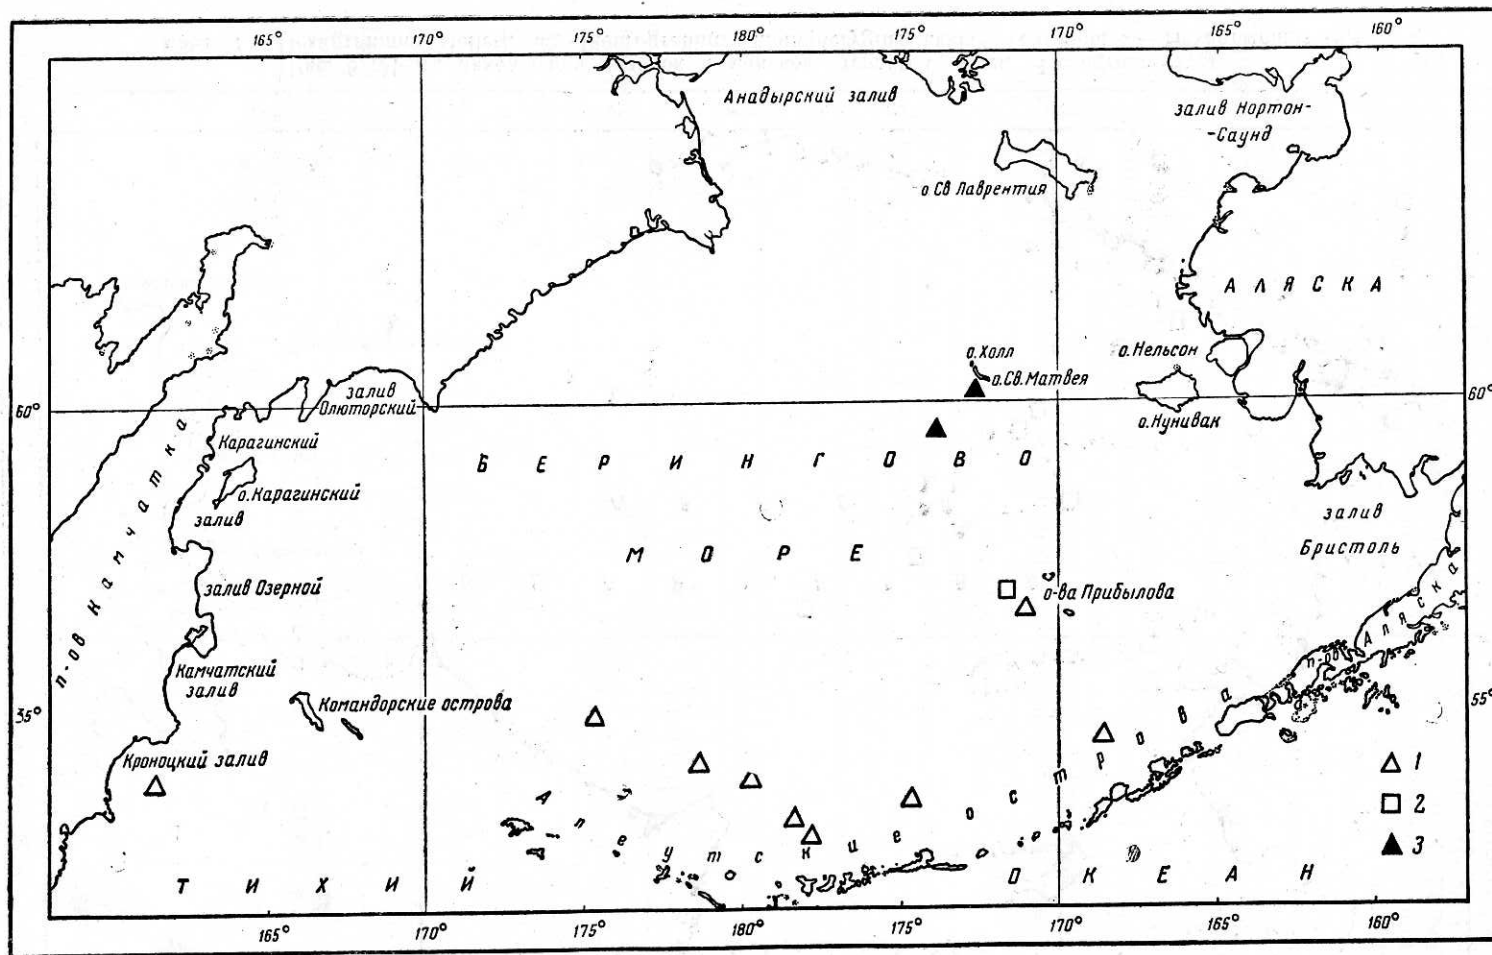 165° 170° 175° 180° 175° 170° 165° 160°
Анадырский залив
залив Нортон-
-Саунд
о Св Лаврентия
АЛЯСКА
о.Холл
о.Св.Матвея
о.Нельсон
о.Нунивак
60°
60°
залив
Олюторский
Карагинский
о.Карагинский
залив
п-ов Камчатка
БЕРИНГОВО
МОРЕ
залив
Бристоль
залив Озерной
о-ва Прибылова
п-ов Аляска
Камчатский
залив
Командорские острова
35°
55°
Кроноцкий залив
Алеутские острова
1
2
3
ТИХИЙ ОКЕАН
165° 170° 175° 180° 175° 170° 165° 160°